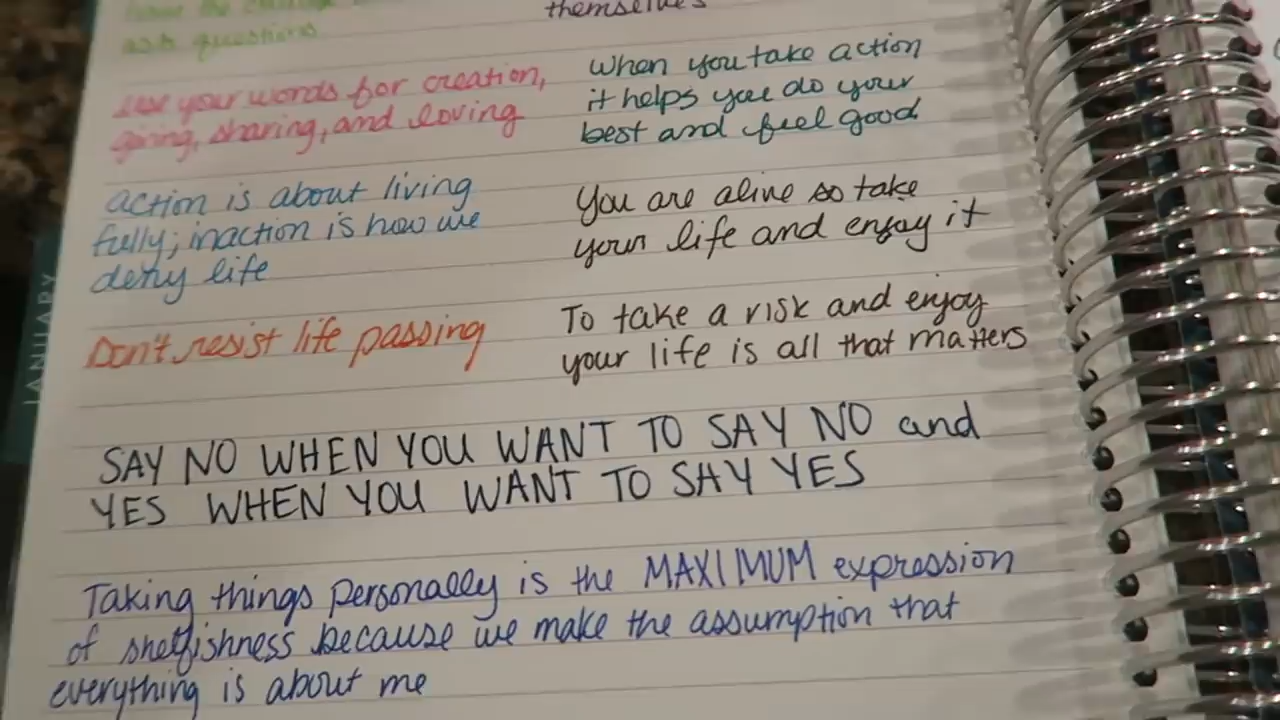 themselves
ask questions
use your words for creation,
giving, sharing, and loving
When you take action
it helps you do your
best and feel good
action is about living
fully; inaction is how we
deny life
You are alive so take
your life and enjoy it
Don't resist life passing
To take a risk and enjoy
your life is all that matters
SAY NO WHEN YOU WANT TO SAY NO and
YES WHEN YOU WANT TO SAY YES
Taking things personally is the MAXIMUM expression
of shelfishness because we make the assumption that
everything is about me
JANUARY